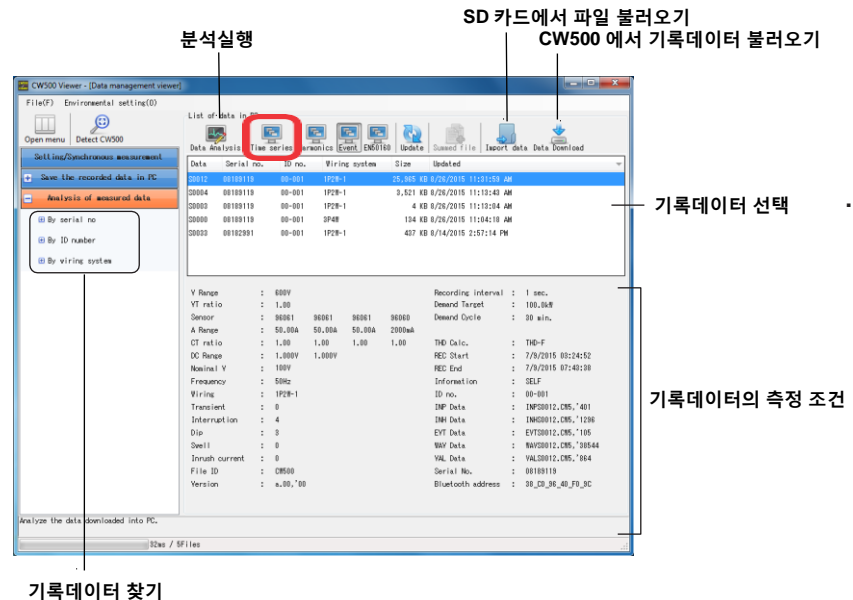 SD 카드에서 파일 불러오기
분석실행
CW500 에서 기록데이터 불러오기
CW500 Viewer - [Data management viewer]
File(F) Environmental setting(O)
List of data in
Open menu Detect CW500
Data Analysis Time series Harmonics Event EN50160 Update Summed file Import data Data Download
Setting/Synchronous measurement
Data Serial no. ID no. Wiring system Size Updated
Save the recorded data in PC
S0012 08189119 00-001 1P2W-1 25,965 KB 8/26/2015 11:31:59 AM
Analysis of measured data
S0004 08189119 00-001 1P2W-1 3,521 KB 8/26/2015 11:13:43 AM
S0003 08189119 00-001 1P2W-1 4 KB 8/26/2015 11:13:04 AM
기록데이터 선택
By serial no
S0000 08189119 00-001 3P4W 134 KB 8/26/2015 11:04:18 AM
By ID number
S0033 08182991 00-001 1P2W-1 437 KB 8/14/2015 2:57:14 PM
By wiring system
V Range : 600V Recording interval : 1 sec.
VT ratio : 1.00 Demand Target : 100.0kW
Sensor : 96061 96061 96061 96060 Demand Cycle : 30 min.
A Range : 50.00A 50.00A 50.00A 2000mA
CT ratio : 1.00 1.00 1.00 1.00 THD Calc. : THD-F
DC Range : 1.000V 1.000V REC Start : 7/9/2015 03:24:52
Nominal V : 100V REC End : 7/9/2015 07:43:38
Frequency : 50Hz Information : SELF
Wiring : 1P2W-1 ID no. : 00-001
기록데이터의 측정 조건
Transient : 0 INP Data : INPS0012.CW5,'401
Interruption : 4 INH Data : INHS0012.CW5,'1296
Dip : 3 EVT Data : EVTS0012.CW5,'105
Swell : 0 WAV Data : WAVS0012.CW5,'38544
Inrush current : 0 VAL Data : VALS0012.CW5,'864
File ID : CW500 Serial No. : 08189119
Version : a.00,'00 Bluetooth address : 38_C0_96_40_F0_9C
Analyze the data downloaded into PC.
32ms / 5Files
기록데이터 찾기